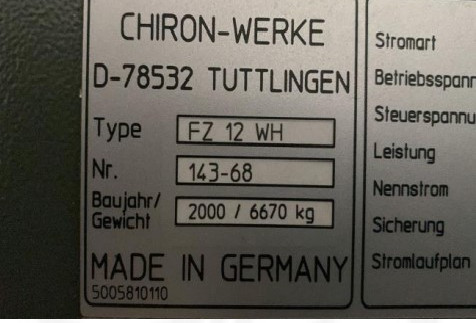 CHIRON-WERKE
D-78532 TUTTLINGEN
Type FZ 12 WH
Nr. 143-68
Baujahr/
Gewicht 2000 / 6670 kg
MADE IN GERMANY
5005810110
Stromart
Betriebsspann
Steuerspannu
Leistung
Nennstrom
Sicherung
Stromlaufplan